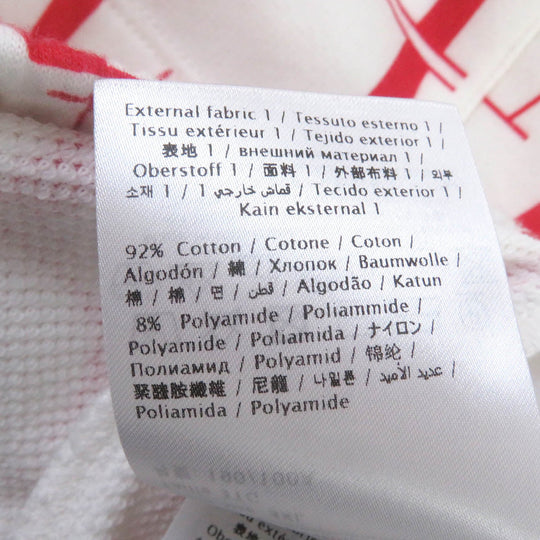 External fabric 1 / Tessuto esterno 1 /
Tissu extérieur 1 / Tejido exterior 1 /
表地 1 / внешний материал 1 /
Oberstoff 1 / 面料 1 / 外部布料 1 / 외부
소재 1 / 1 قماش خارجي / Tecido exterior 1 /
Kain eksternal 1
92% Cotton / Cotone / Coton /
Algodón / 綿 / Хлопок / Baumwolle /
棉 / 棉 / 면 / قطن / Algodão / Katun
8% Polyamide / Poliammide /
Polyamide / Poliamida / ナイロン /
Полиамид / Polyamid / 锦纶 /
聚醯胺纖維 / 尼龍 / 나일론 / عديد الأميد /
Poliamida / Polyamide